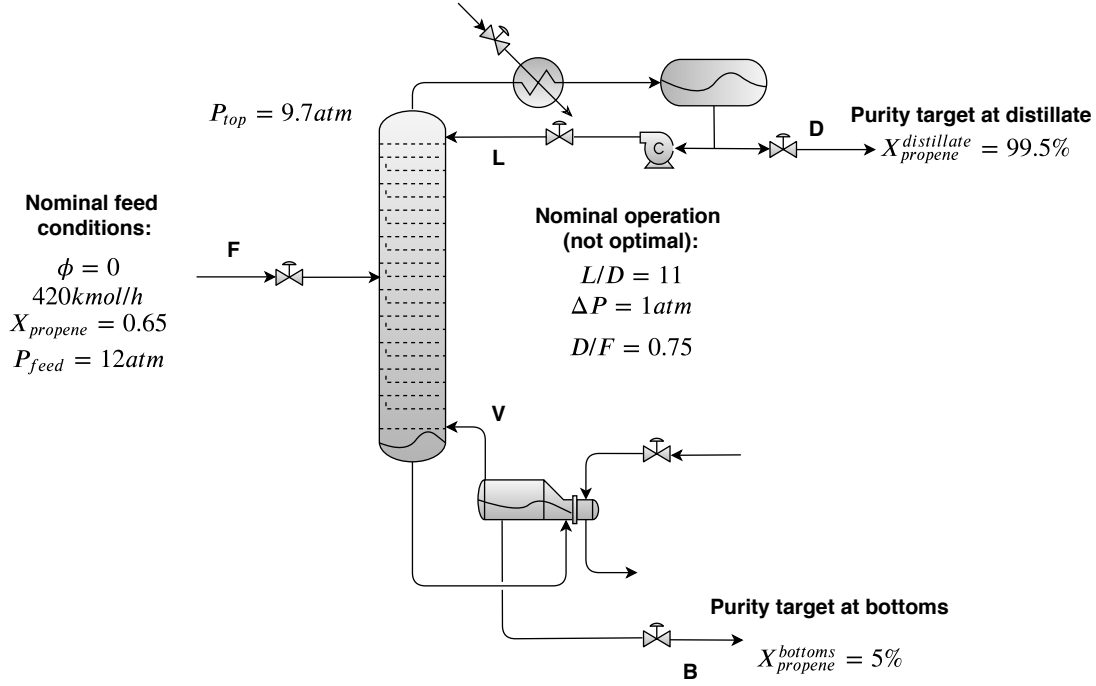 P_top = 9.7atm
Purity target at distillate
D
X_propene^distillate = 99.5%
L
C
Nominal feed
conditions:
ϕ = 0
420kmol/h
X_propene = 0.65
P_feed = 12atm
F
Nominal operation
(not optimal):
L/D = 11
ΔP = 1atm
D/F = 0.75
V
Purity target at bottoms
X_propene^bottoms = 5%
B